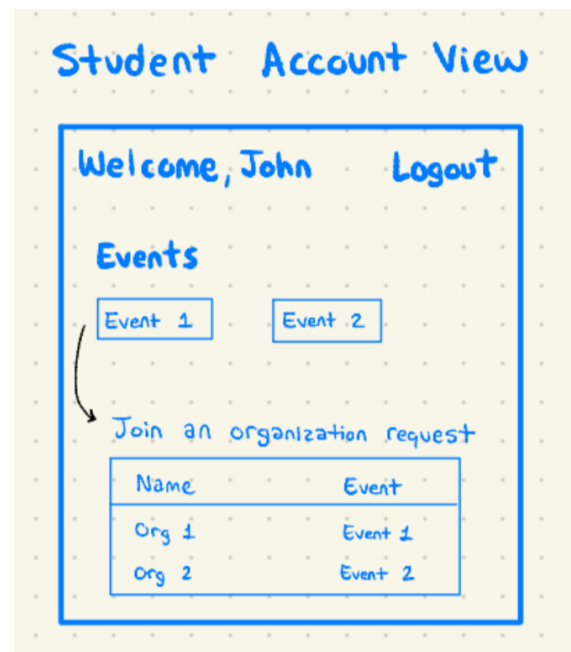 Student Account View
Welcome, John Logout
Events
Event 1 Event 2
Join an organization request
Name Event
Org 1 Event 1
Org 2 Event 2